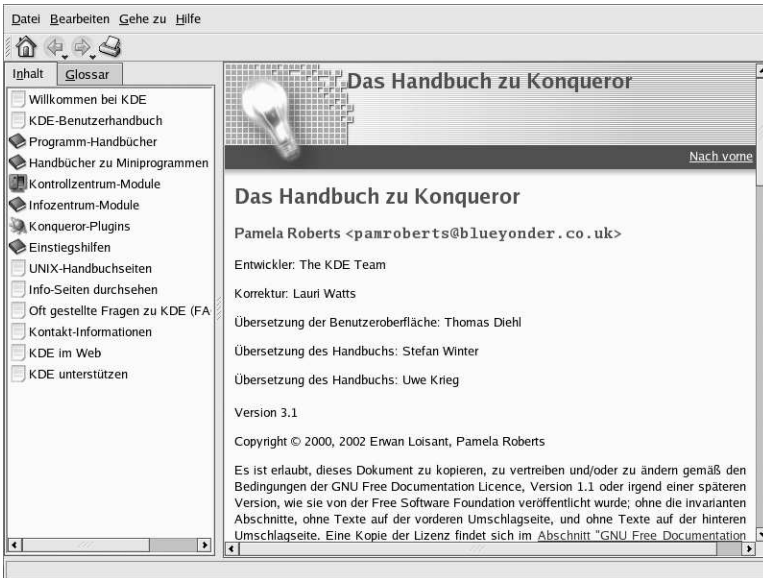 Datei Bearbeiten Gehe zu Hilfe
Inhalt Glossar
Willkommen bei KDE
KDE-Benutzerhandbuch
Programm-Handbücher
Handbücher zu Miniprogrammen
Kontrollzentrum-Module
Infozentrum-Module
Konqueror-Plugins
Einstiegshilfen
UNIX-Handbuchseiten
Info-Seiten durchsehen
Oft gestellte Fragen zu KDE (FA
Kontakt-Informationen
KDE im Web
KDE unterstützen
Das Handbuch zu Konqueror
Nach vorne
Das Handbuch zu Konqueror
Pamela Roberts <pamroberts@blueyonder.co.uk>
Entwickler: The KDE Team
Korrektur: Lauri Watts
Übersetzung der Benutzeroberfläche: Thomas Diehl
Übersetzung des Handbuchs: Stefan Winter
Übersetzung des Handbuchs: Uwe Krieg
Version 3.1
Copyright © 2000, 2002 Erwan Loisant, Pamela Roberts
Es ist erlaubt, dieses Dokument zu kopieren, zu vertreiben und/oder zu ändern gemäß den
Bedingungen der GNU Free Documentation Licence, Version 1.1 oder irgend einer späteren
Version, wie sie von der Free Software Foundation veröffentlicht wurde; ohne die invarianten
Abschnitte, ohne Texte auf der vorderen Umschlagseite, und ohne Texte auf der hinteren
Umschlagseite. Eine Kopie der Lizenz findet sich im Abschnitt "GNU Free Documentation